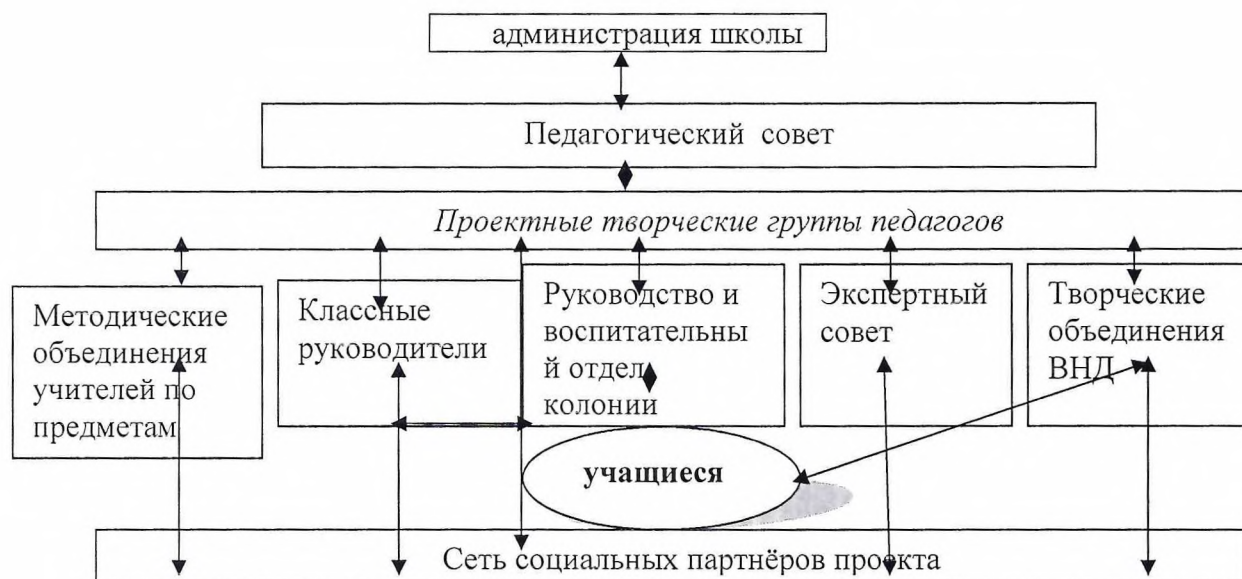 администрация школы
Педагогический совет
Проектные творческие группы педагогов
Методические
объединения
учителей по
предметам
Классные
руководители
Руководство и
воспитательны
й отдел
колонии
Экспертный
совет
Творческие
объединения
ВНД
учащиеся
Сеть социальных партнёров проекта